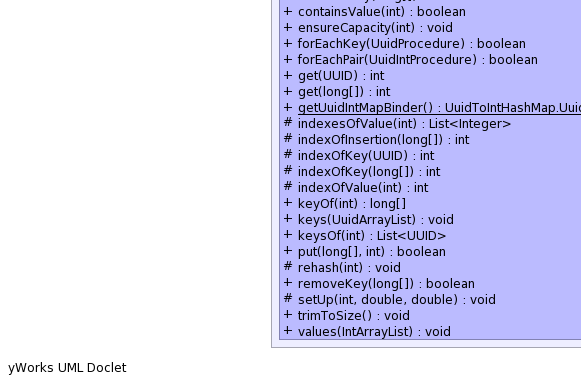 + containsValue(int) : boolean
+ ensureCapacity(int) : void
+ forEachKey(UuidProcedure) : boolean
+ forEachPair(UuidIntProcedure) : boolean
+ get(UUID) : int
+ get(long[]) : int
+ getUuidIntMapBinder() : UuidToIntHashMap.Uuid
# indexesOfValue(int) : List<Integer>
# indexOfInsertion(long[]) : int
# indexOfKey(UUID) : int
# indexOfKey(long[]) : int
# indexOfValue(int) : int
+ keyOf(int) : long[]
+ keys(UuidArrayList) : void
+ keysOf(int) : List<UUID>
+ put(long[], int) : boolean
# rehash(int) : void
+ removeKey(long[]) : boolean
# setUp(int, double, double) : void
+ trimToSize() : void
+ values(IntArrayList) : void
yWorks UML Doclet